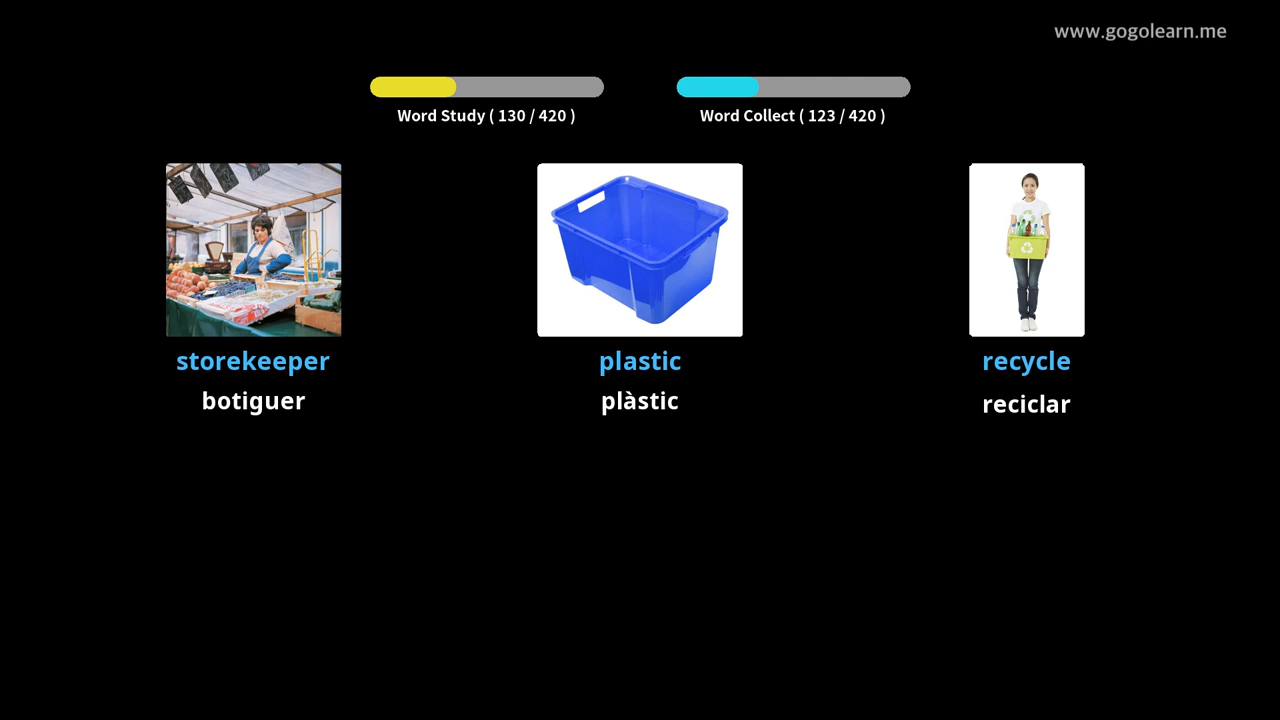 www.gogolearn.me
Word Study ( 130 / 420 )
Word Collect ( 123 / 420 )
storekeeper
botiguer
plastic
plàstic
recycle
reciclar